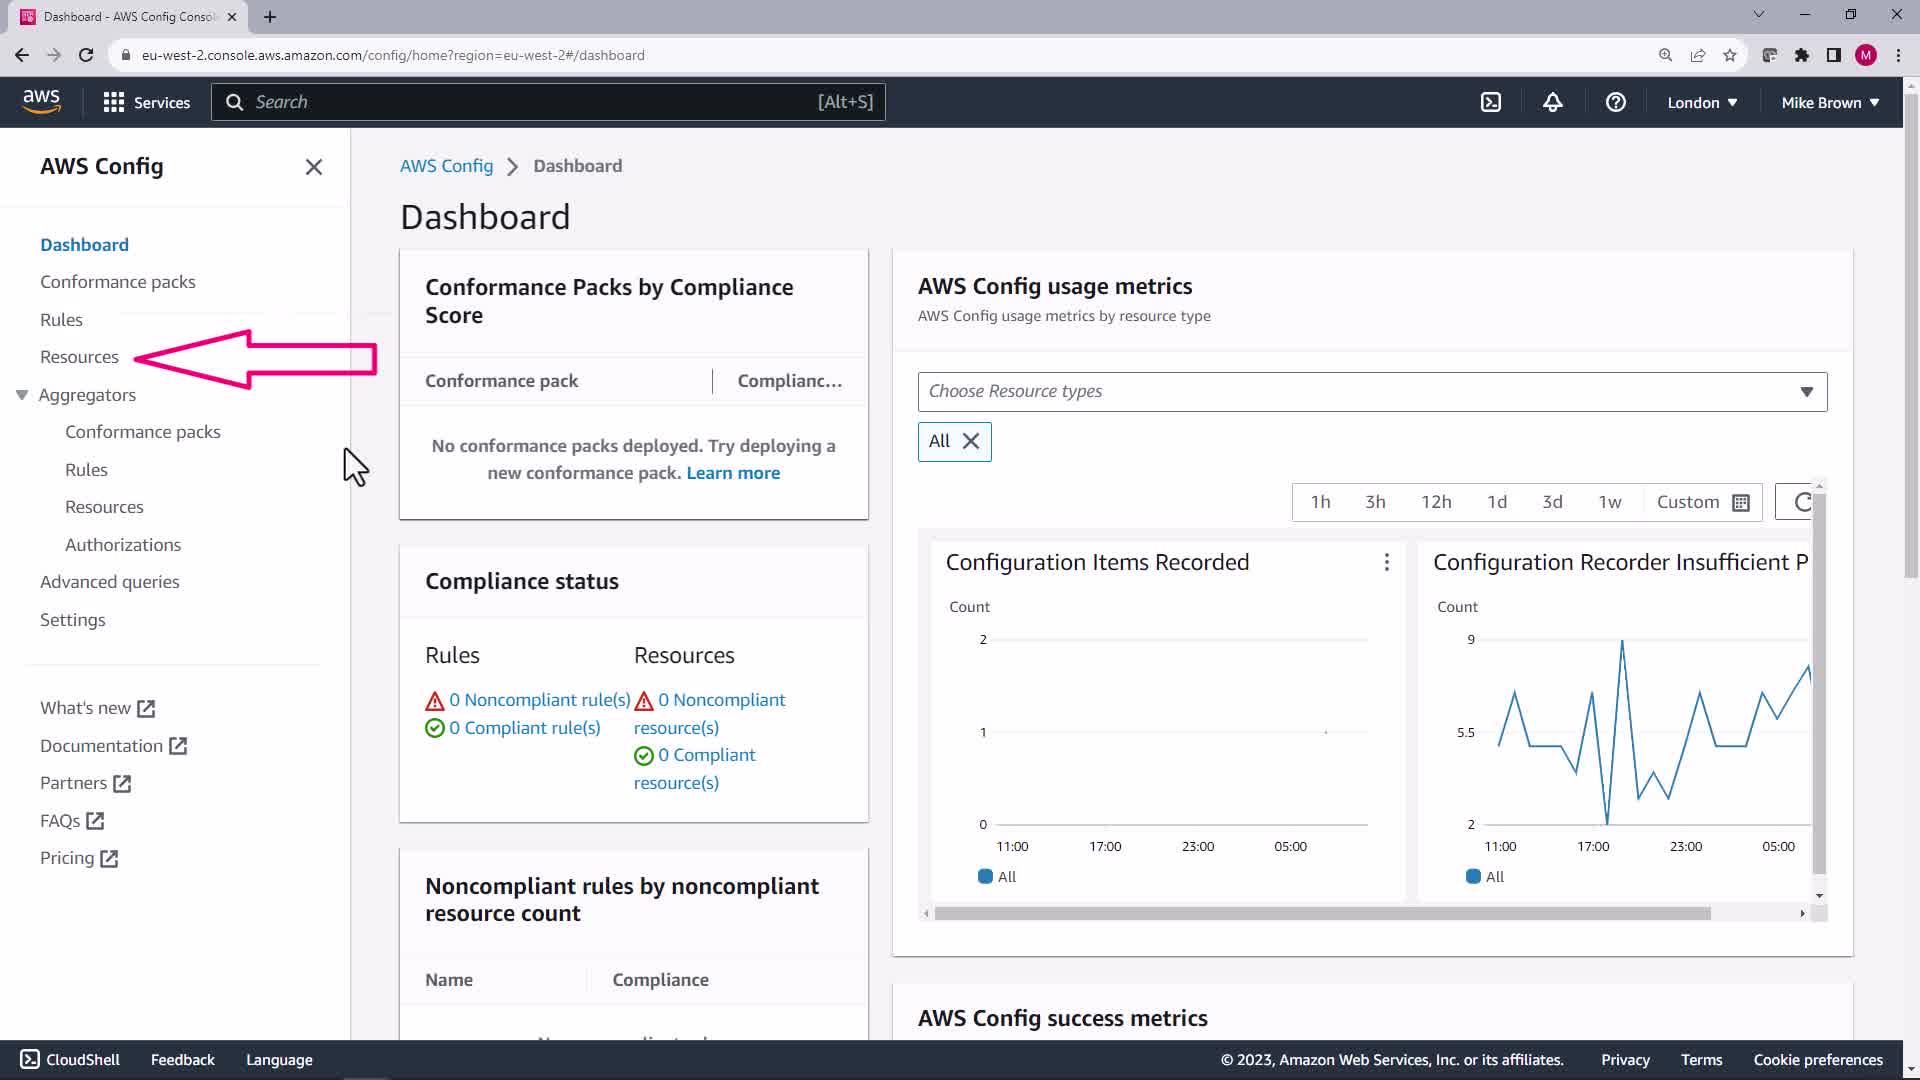 Dashboard - AWS Config Consol
eu-west-2.console.aws.amazon.com/config/home?region=eu-west-2#/dashboard
M
aws
Services
Search
[Alt+S]
London
Mike Brown
AWS Config
Dashboard
Conformance packs
Rules
Resources
Aggregators
Conformance packs
Rules
Resources
Authorizations
Advanced queries
Settings
What's new
Documentation
Partners
FAQs
Pricing
AWS Config
Dashboard
Dashboard
Conformance Packs by Compliance
Score
Conformance pack
Complianc...
No conformance packs deployed. Try deploying a
new conformance pack. Learn more
Compliance status
Rules
0 Noncompliant rule(s)
0 Compliant rule(s)
Resources
0 Noncompliant
resource(s)
0 Compliant
resource(s)
Noncompliant rules by noncompliant
resource count
Name
Compliance
AWS Config usage metrics
AWS Config usage metrics by resource type
Choose Resource types
All
1h
3h
12h
1d
3d
1w
Custom
Configuration Items Recorded
Count
2
1
0
11:00
17:00
23:00
05:00
All
Configuration Recorder Insufficient P
Count
9
5.5
2
11:00
17:00
23:00
05:00
All
AWS Config success metrics
CloudShell
Feedback
Language
© 2023, Amazon Web Services, Inc. or its affiliates.
Privacy
Terms
Cookie preferences